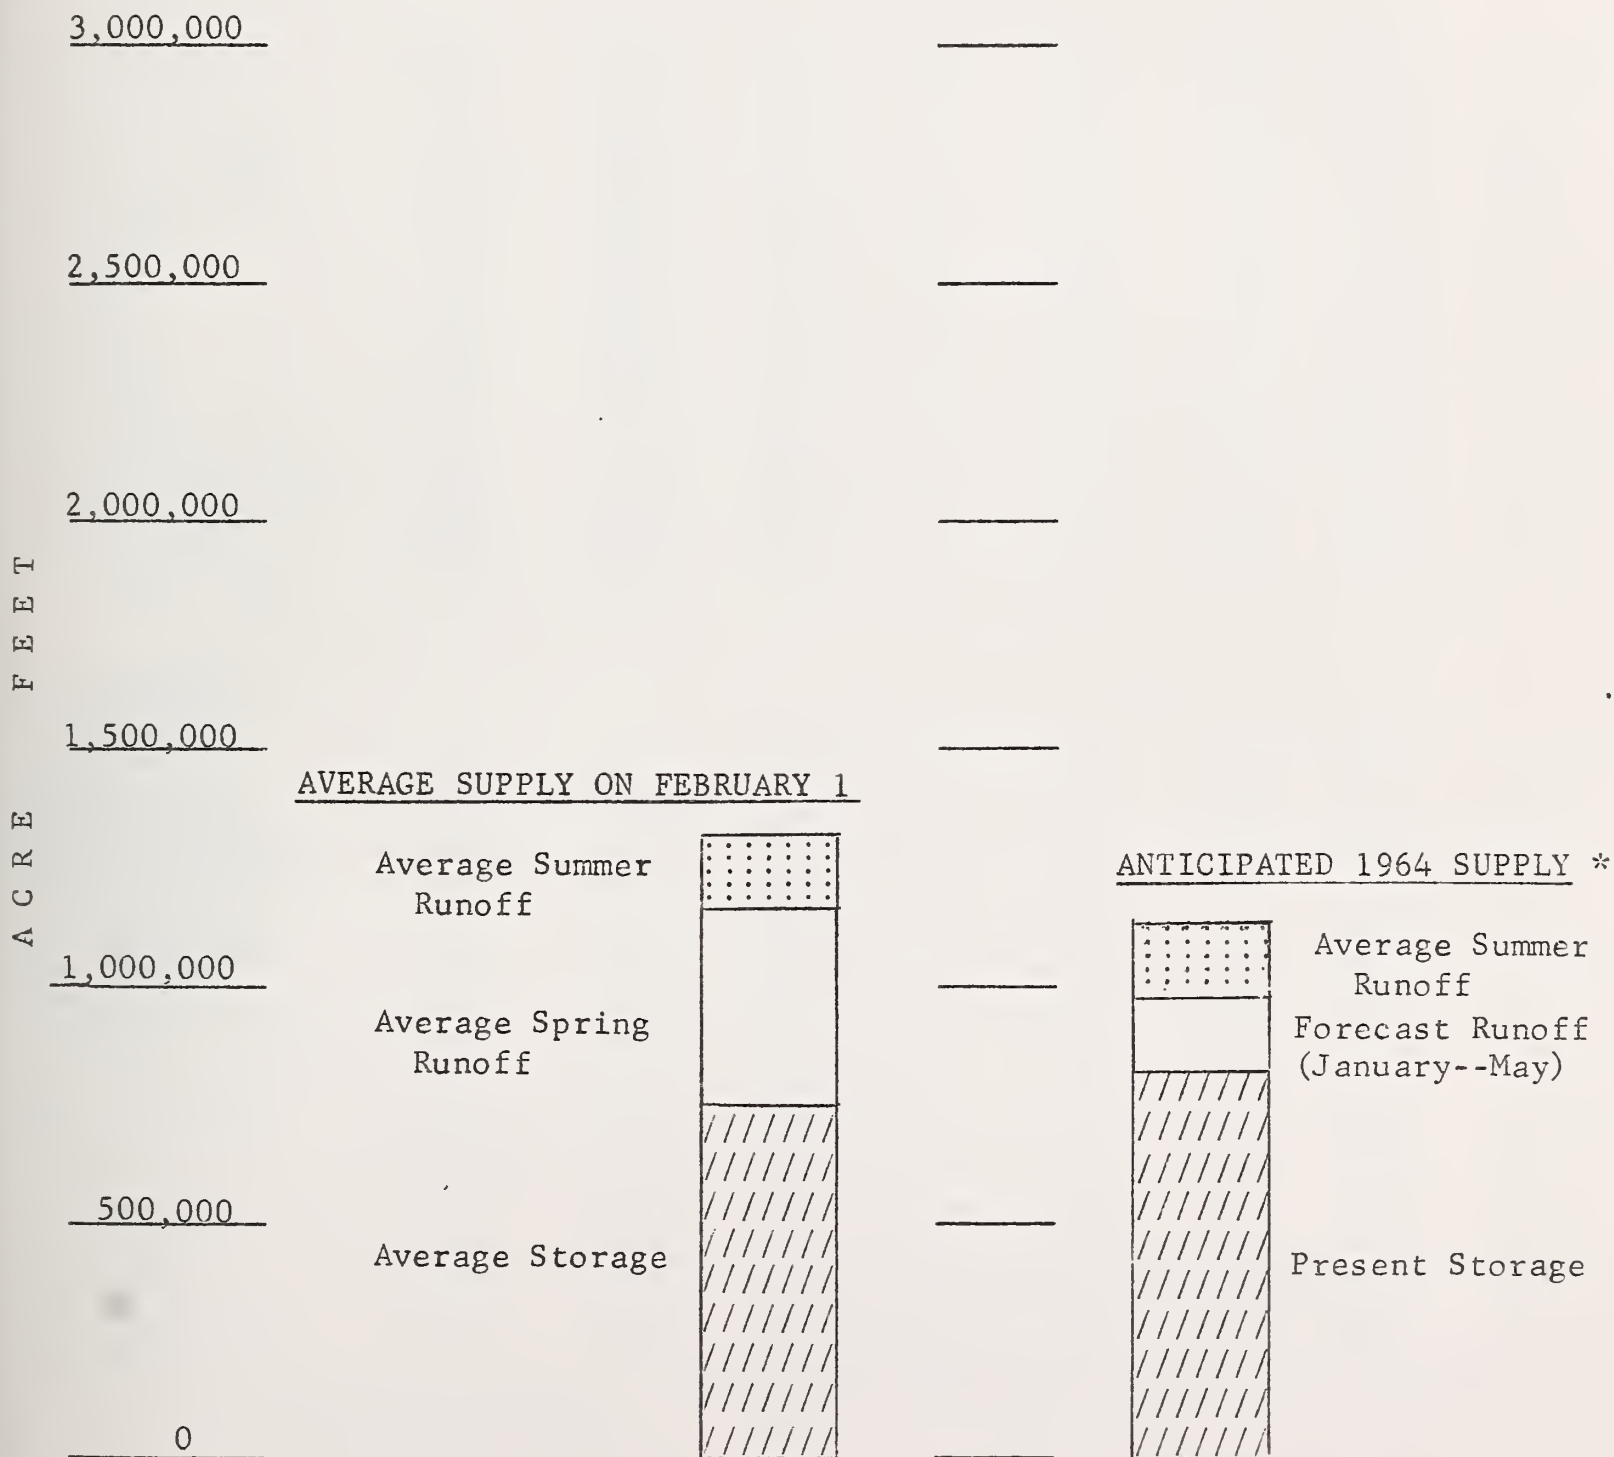 3,000,000
2,500,000
2,000,000
1,500,000
1,000,000
500,000
0
ACRE FEET
AVERAGE SUPPLY ON FEBRUARY 1
Average Summer
Runoff
Average Spring
Runoff
Average Storage
ANTICIPATED 1964 SUPPLY *
Average Summer
Runoff
Forecast Runoff
(January--May)
Present Storage